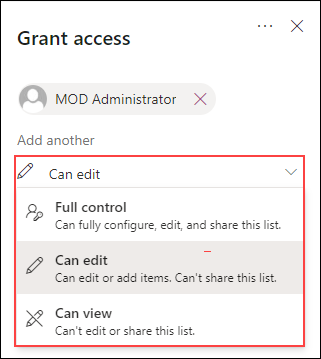 Grant access
MOD Administrator
Add another
Can edit
Full control
Can fully configure, edit, and share this list.
Can edit
Can edit or add items. Can't share this list.
Can view
Can't edit or share this list.